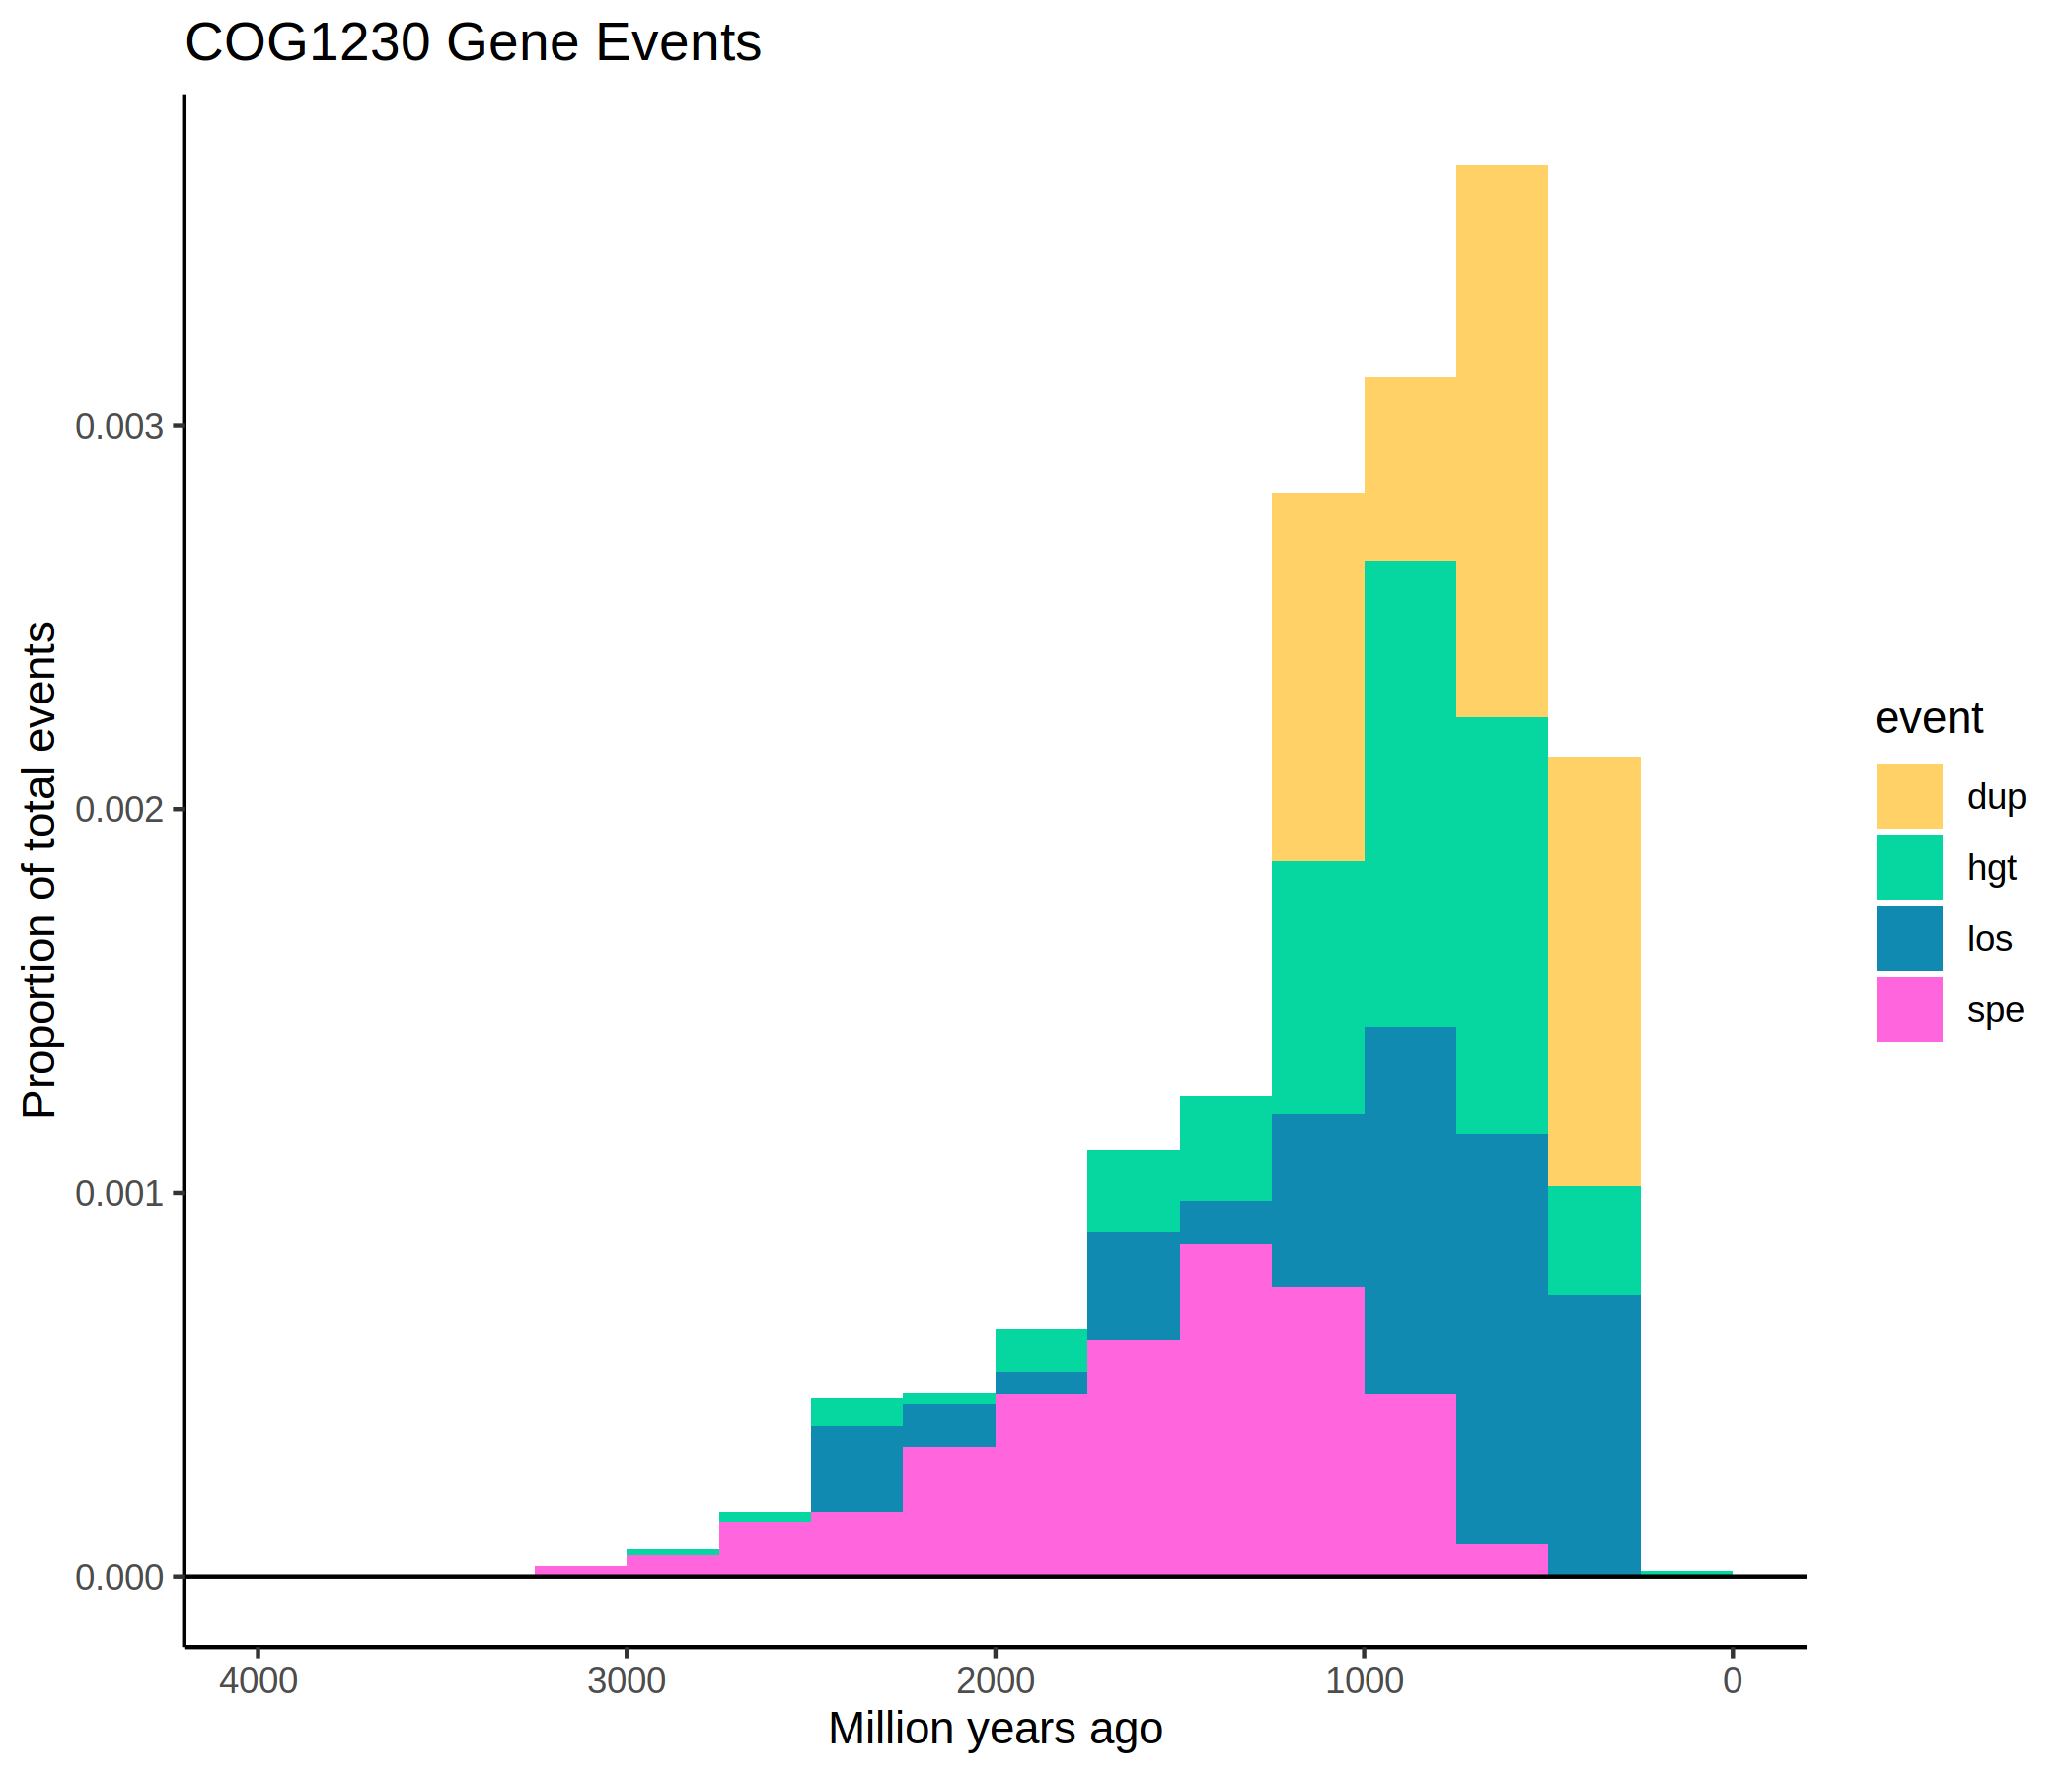 COG1230 Gene Events
Proportion of total events
0.003
0.002
0.001
0.000
4000 3000 2000 1000 0
Million years ago
event
dup
hgt
los
spe